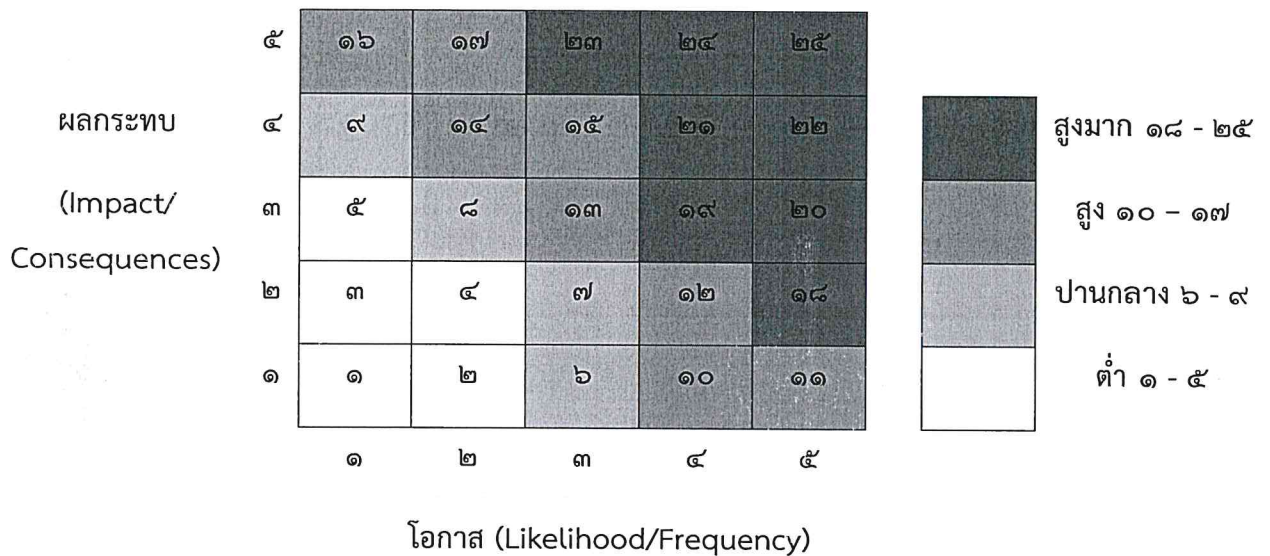 ๕ ๑๖ ๑๗ ๒๓ ๒๔ ๒๕
ผลกระทบ ๔ ๙ ๑๔ ๑๕ ๒๑ ๒๒ สูงมาก ๑๘ - ๒๕
(Impact/ ๓ ๕ ๘ ๑๓ ๑๙ ๒๐ สูง ๑๐ – ๑๗
Consequences)
๒ ๓ ๔ ๗ ๑๒ ๑๘ ปานกลาง ๖ - ๙
๑ ๑ ๒ ๖ ๑๐ ๑๑ ต่ำ ๑ - ๕
๑ ๒ ๓ ๔ ๕
โอกาส (Likelihood/Frequency)